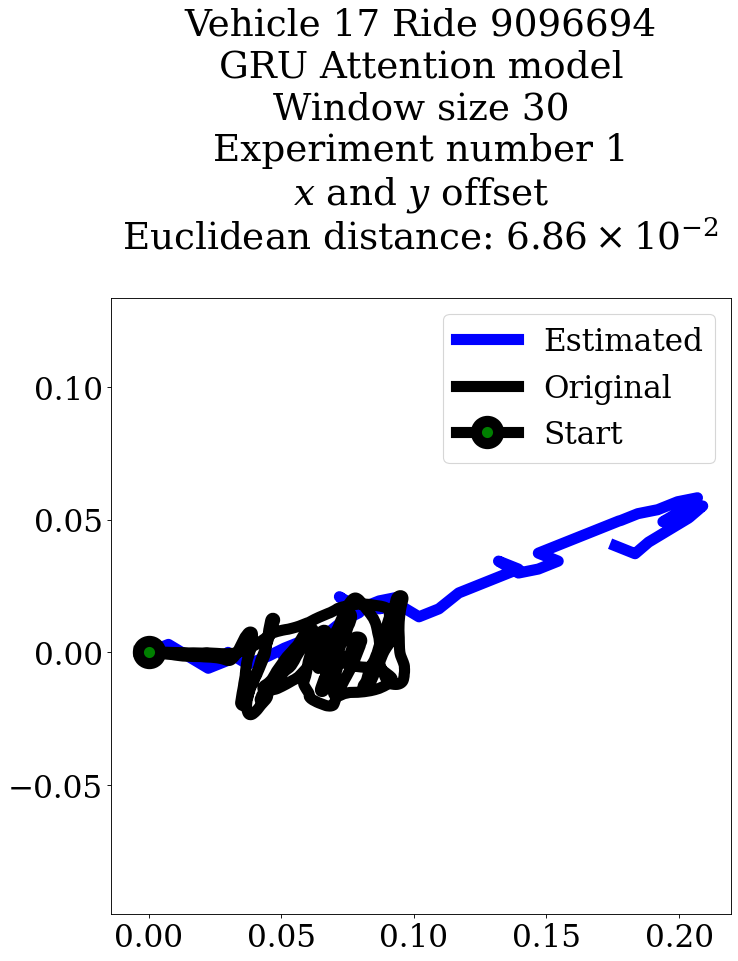 Vehicle 17 Ride 9096694
GRU Attention model
Window size 30
Experiment number 1
x and y offset
Euclidean distance: 6.86 × 10⁻²
Estimated
Original
Start
0.10
0.05
0.00
−0.05
0.00 0.05 0.10 0.15 0.20